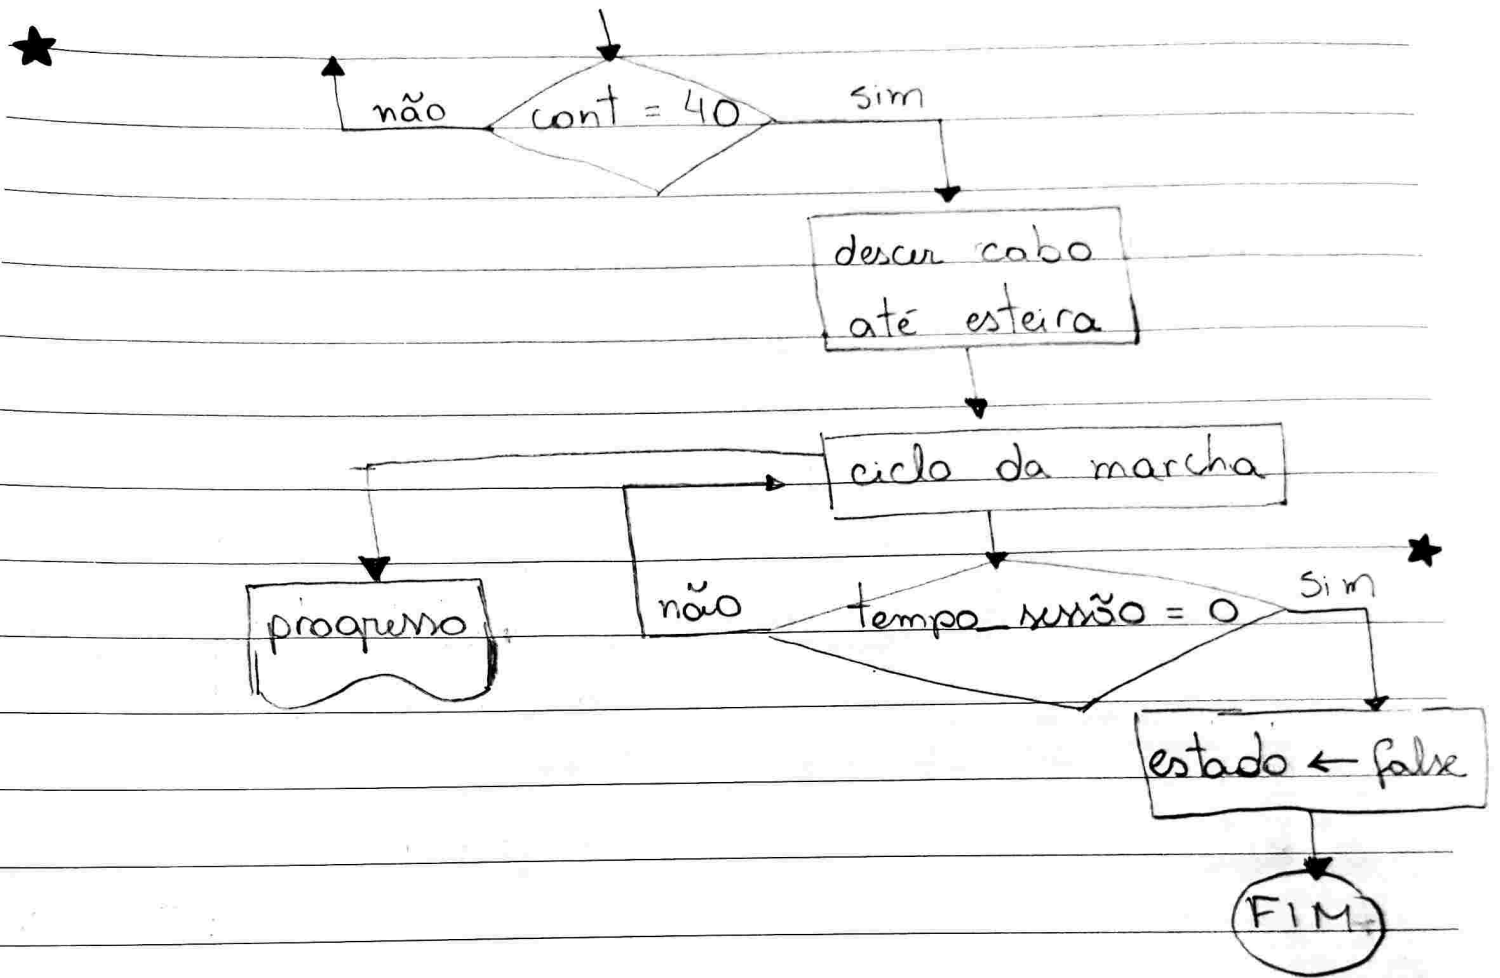 não
cont = 40
sim
descer cabo
até esteira
ciclo da marcha
progresso
não
tempo_sessão = 0
sim
estado ← false
FIM